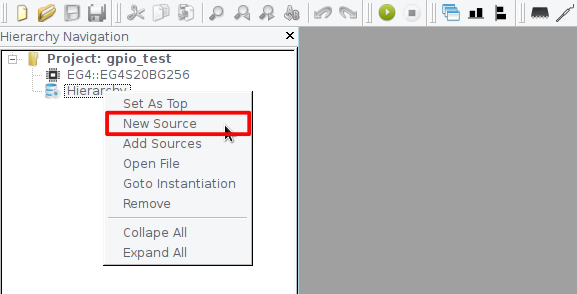 Hierarchy Navigation
Project: gpio_test
EG4::EG4S20BG256
Hierarchy
Set As Top
New Source
Add Sources
Open File
Goto Instantiation
Remove
Collape All
Expand All